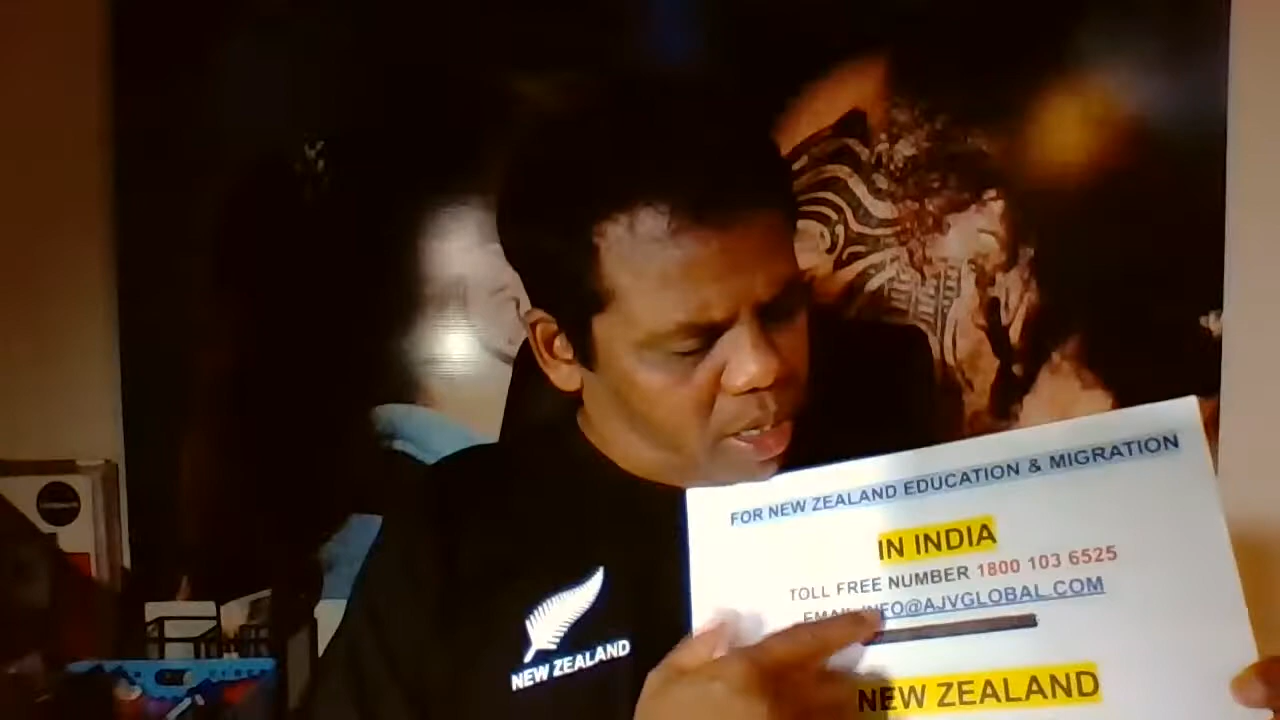 FOR NEW ZEALAND EDUCATION & MIGRATION
IN INDIA
TOLL FREE NUMBER 1800 103 6525
EMAIL INFO@AJVGLOBAL.COM
NEW ZEALAND
NEW ZEALAND